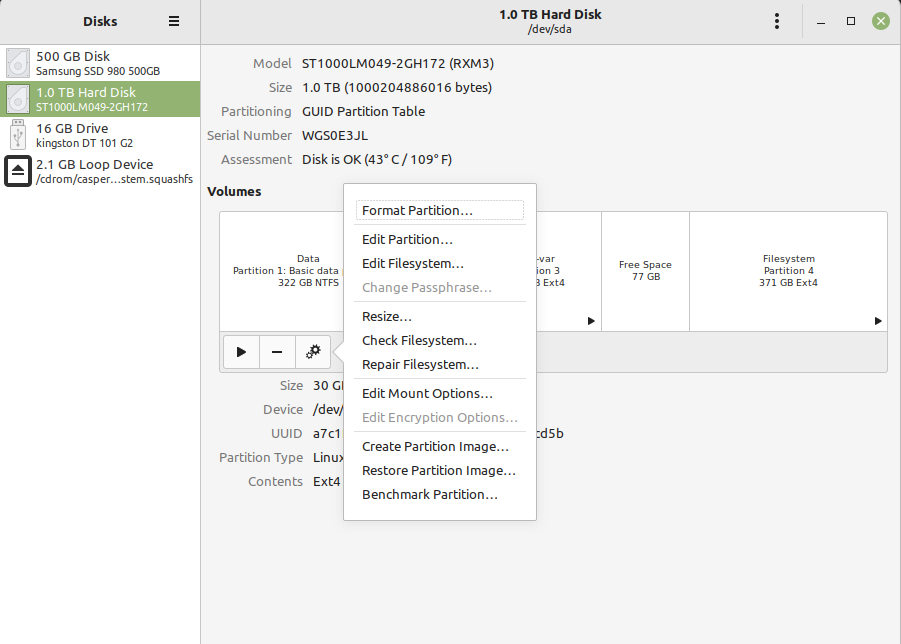 Disks
1.0 TB Hard Disk
/dev/sda
500 GB Disk
Samsung SSD 980 500GB
1.0 TB Hard Disk
ST1000LM049-2GH172
16 GB Drive
kingston DT 101 G2
2.1 GB Loop Device
/cdrom/casper…stem.squashfs
Model ST1000LM049-2GH172 (RXM3)
Size 1.0 TB (1000204886016 bytes)
Partitioning GUID Partition Table
Serial Number WGS0E3JL
Assessment Disk is OK (43° C / 109° F)
Volumes
Data
Partition 1: Basic data
322 GB NTFS
-var
ion 3
Ext4
Free Space
77 GB
Filesystem
Partition 4
371 GB Ext4
Format Partition…
Edit Partition…
Edit Filesystem…
Change Passphrase…
Resize…
Check Filesystem…
Repair Filesystem…
Edit Mount Options…
Edit Encryption Options…
Create Partition Image…
Restore Partition Image…
Benchmark Partition…
Size 30 G
Device /dev/
UUID a7c1 cd5b
Partition Type Linux
Contents Ext4